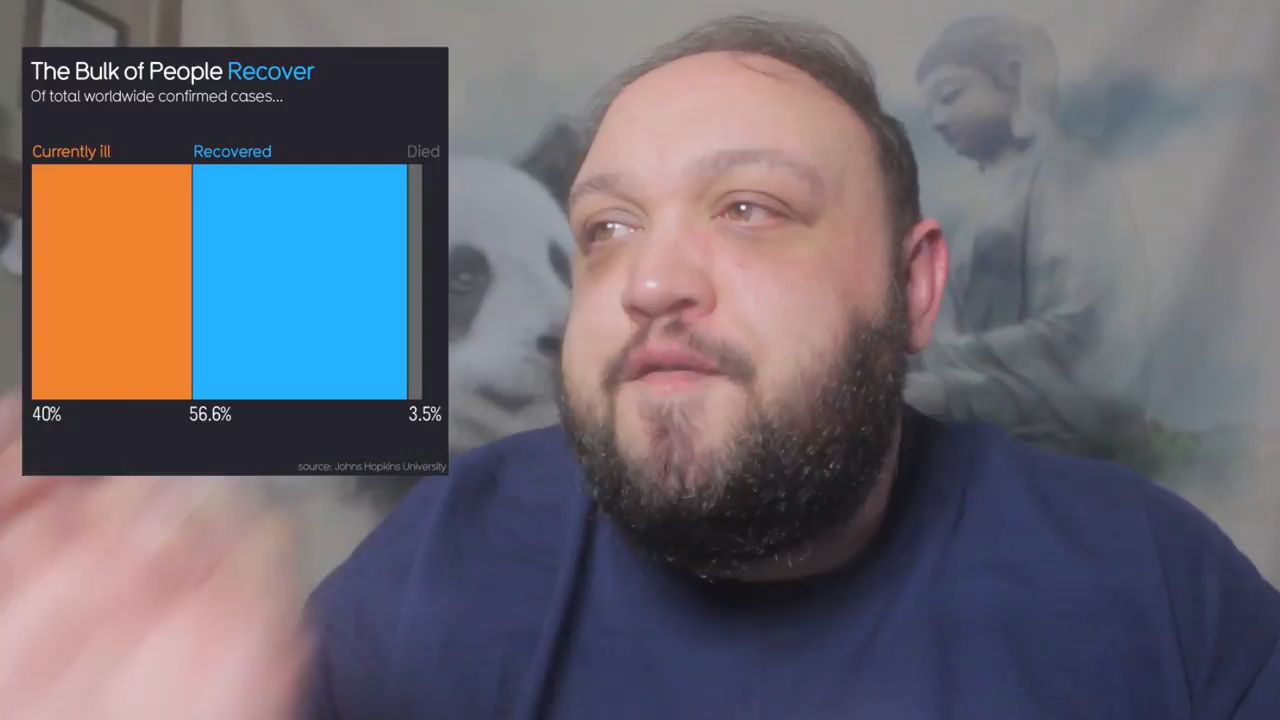 The Bulk of People Recover
Of total worldwide confirmed cases...
Currently ill Recovered Died
40% 56.6% 3.5%
source: Johns Hopkins University